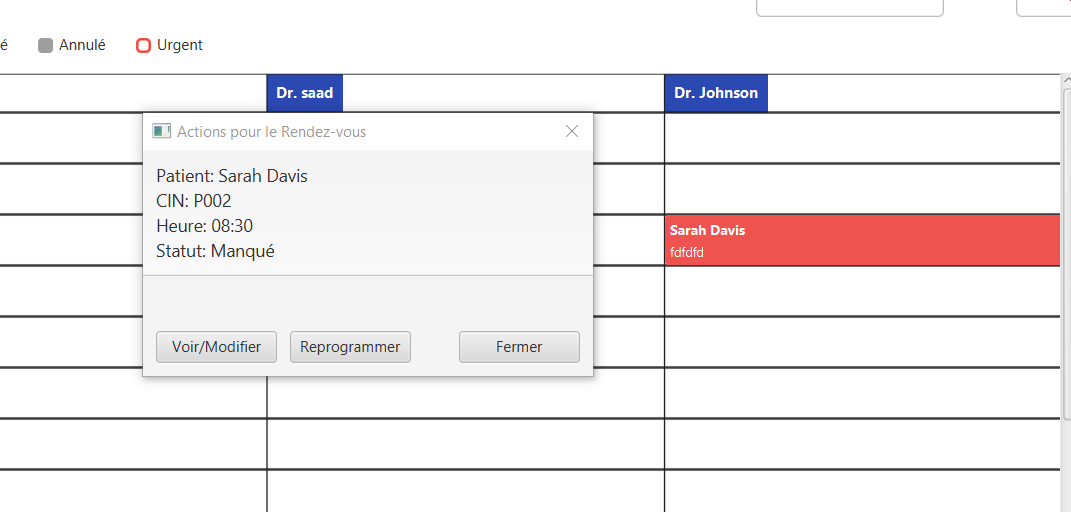 é
Annulé
Urgent
Dr. saad
Dr. Johnson
Actions pour le Rendez-vous
Patient: Sarah Davis
CIN: P002
Heure: 08:30
Statut: Manqué
Sarah Davis
fdfdfd
Voir/Modifier
Reprogrammer
Fermer